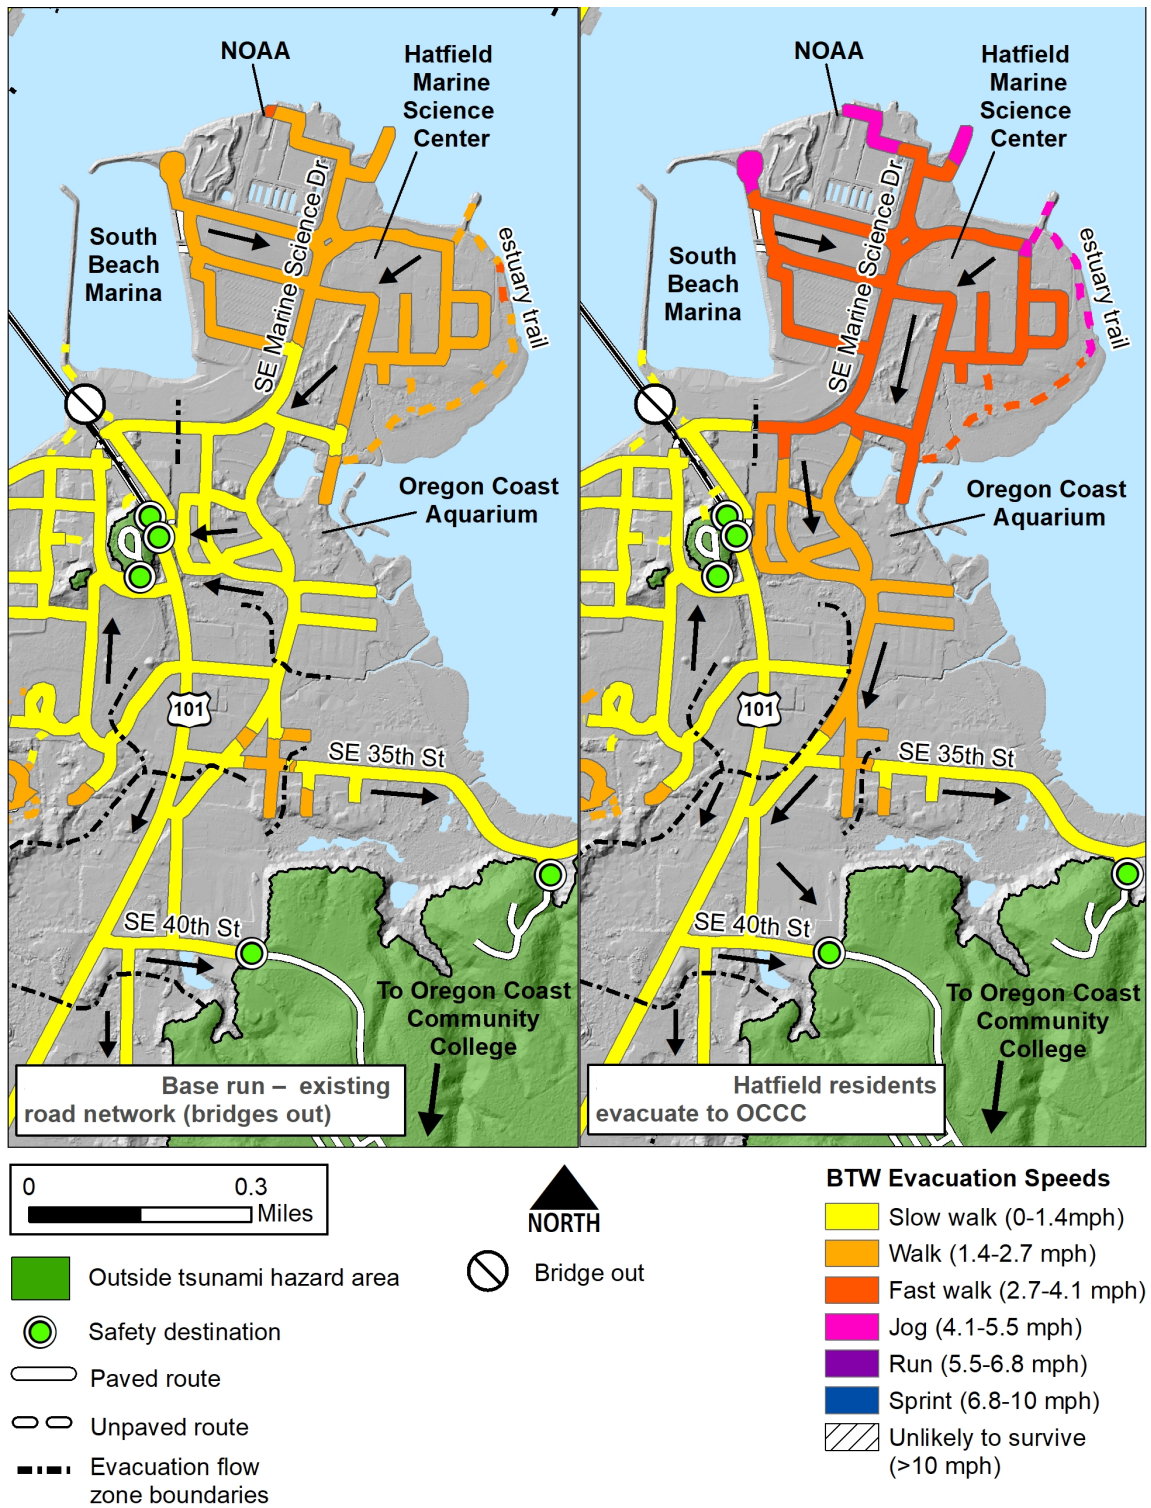 NOAA
Hatfield
Marine
Science
Center
SE Marine Science Dr
South
Beach
Marina
estuary trail
Oregon Coast
Aquarium
101
SE 35th St
SE 40th St
To Oregon Coast
Community
College
Base run – existing
road network (bridges out)
NOAA
Hatfield
Marine
Science
Center
SE Marine Science Dr
South
Beach
Marina
estuary trail
Oregon Coast
Aquarium
101
SE 35th St
SE 40th St
To Oregon Coast
Community
College
Hatfield residents
evacuate to OCCC
0 0.3
Miles
NORTH
Outside tsunami hazard area
Safety destination
Paved route
Unpaved route
Evacuation flow
zone boundaries
Bridge out
BTW Evacuation Speeds
Slow walk (0-1.4mph)
Walk (1.4-2.7 mph)
Fast walk (2.7-4.1 mph)
Jog (4.1-5.5 mph)
Run (5.5-6.8 mph)
Sprint (6.8-10 mph)
Unlikely to survive
(>10 mph)